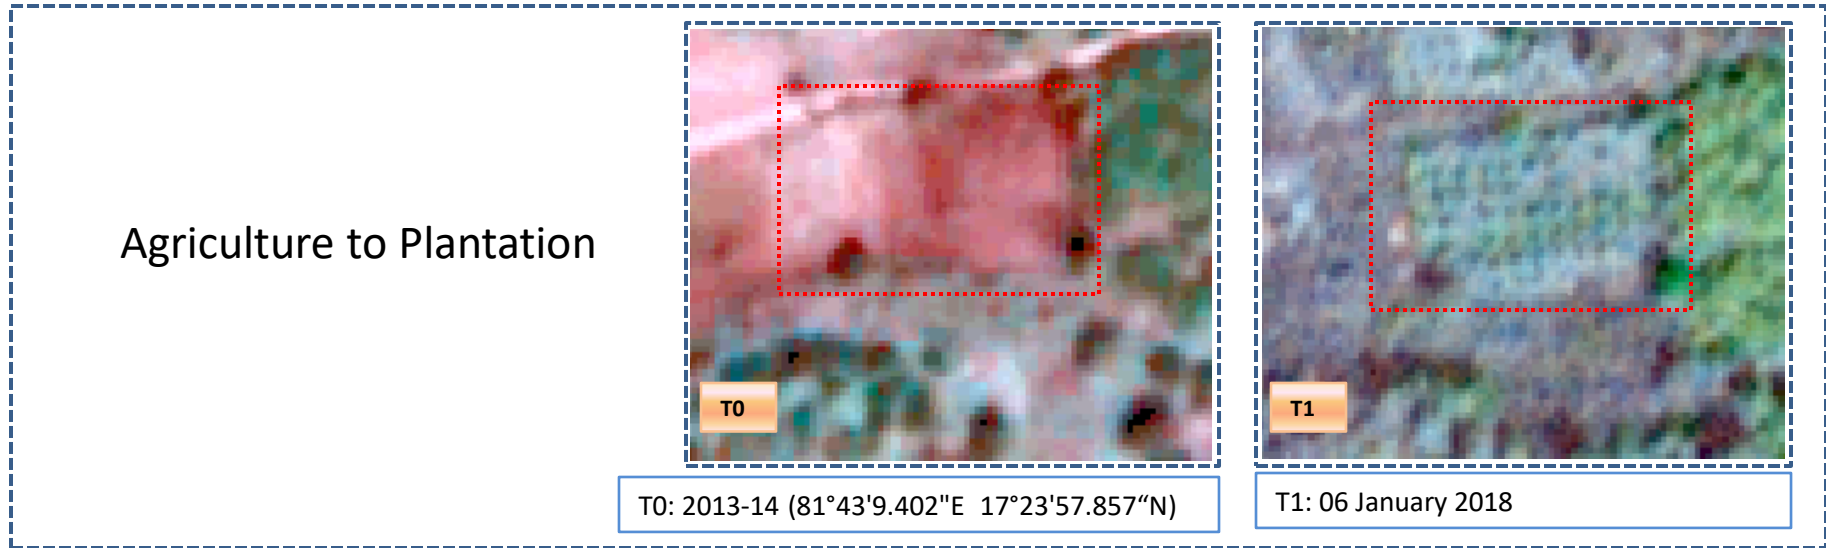 Agriculture to Plantation
T0
T1
T0: 2013-14 (81°43'9.402"E 17°23'57.857“N)
T1: 06 January 2018